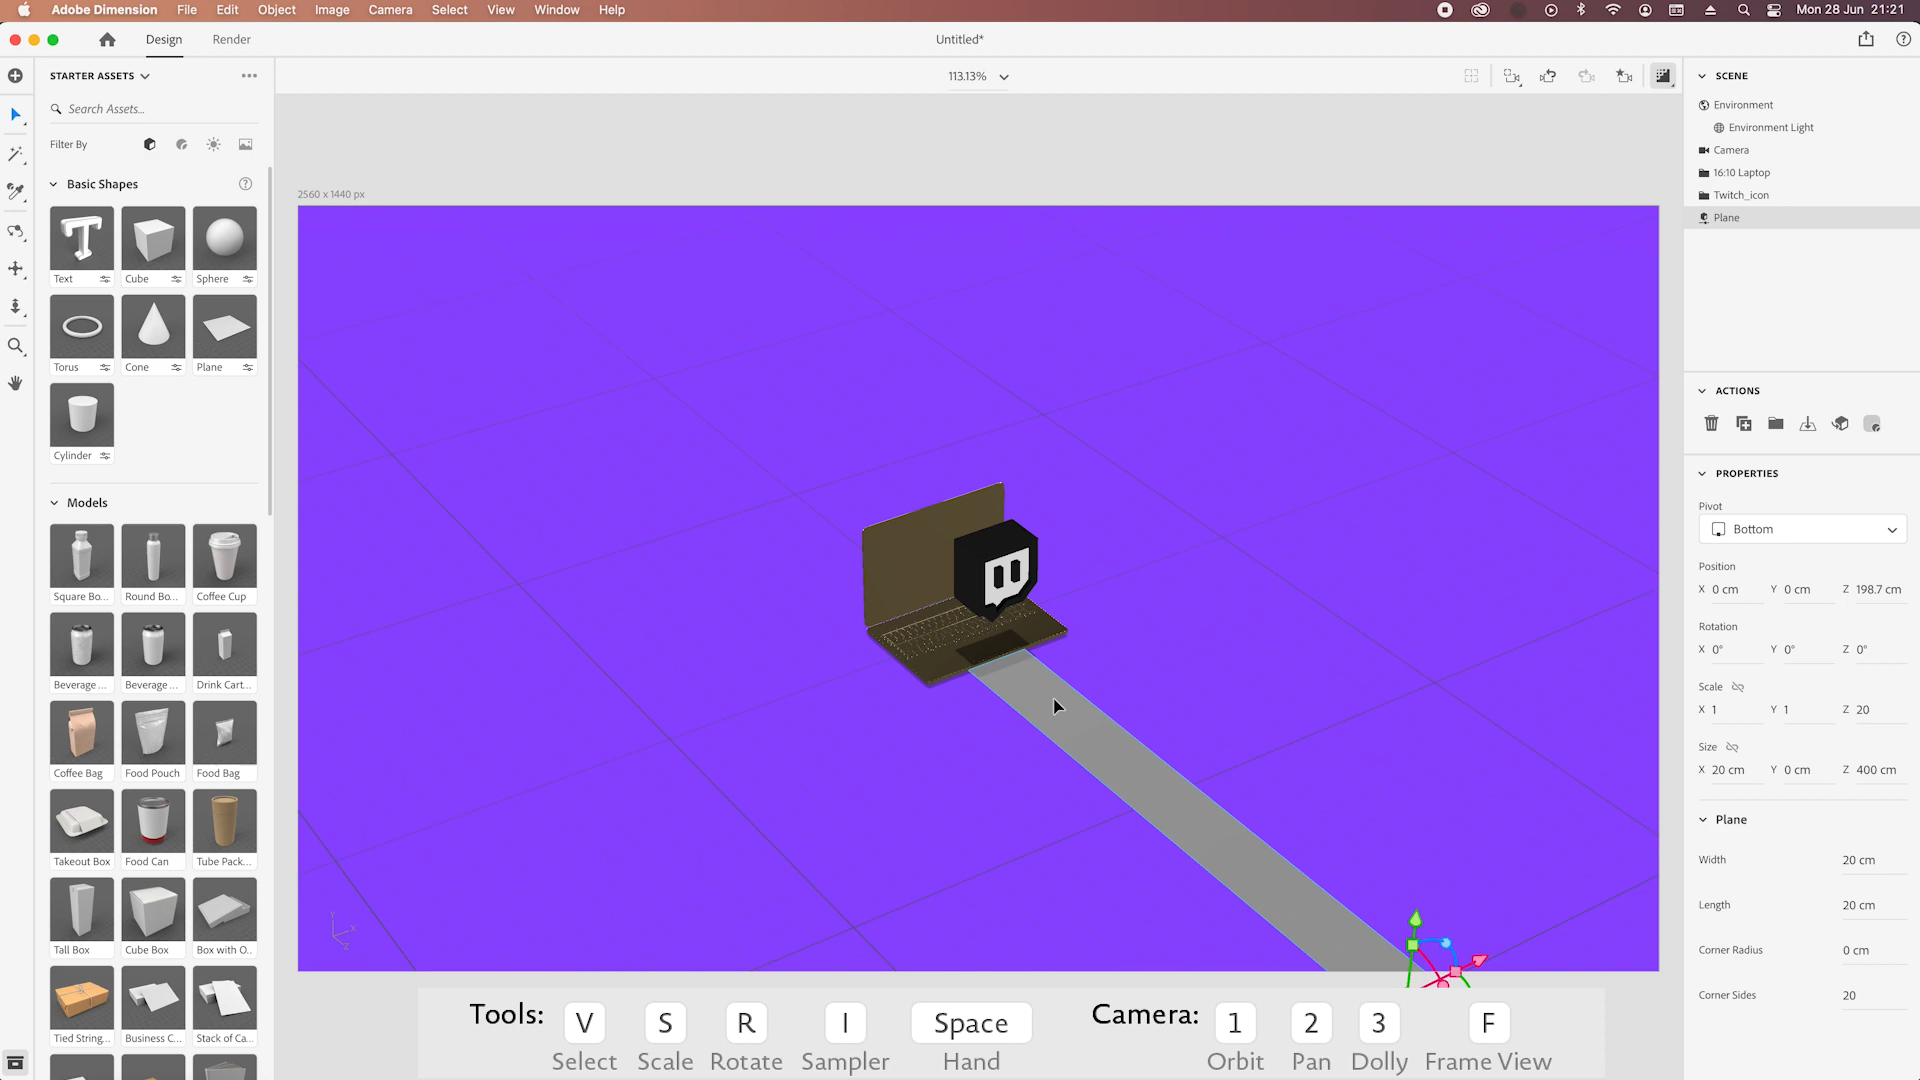 Adobe Dimension File Edit Object Image Camera Select View Window Help Mon 28 Jun 21:21
Design Render Untitled*
STARTER ASSETS
113.13%
Search Assets...
Filter By
Basic Shapes
Text Cube Sphere
Torus Cone Plane
Cylinder
Models
Square Bo... Round Bo... Coffee Cup
Beverage ... Beverage ... Drink Cart...
Coffee Bag Food Pouch Food Bag
Takeout Box Food Can Tube Pack...
Tall Box Cube Box Box with O..
Tied String... Business C... Stack of Ca...
2560 x 1440 px
Y
X
Z
SCENE
Environment
Environment Light
Camera
16:10 Laptop
Twitch_icon
Plane
ACTIONS
PROPERTIES
Pivot
Bottom
Position
X 0 cm Y 0 cm Z 198.7 cm
Rotation
X 0° Y 0° Z 0°
Scale
X 1 Y 1 Z 20
Size
X 20 cm Y 0 cm Z 400 cm
Plane
Width 20 cm
Length 20 cm
Corner Radius 0 cm
Corner Sides 20
Tools: V S R I Space Camera: 1 2 3 F
Select Scale Rotate Sampler Hand Orbit Pan Dolly Frame View